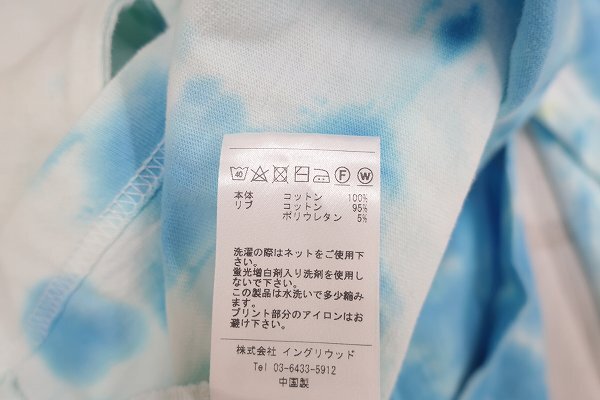 40 F W
本体 コットン 100%
リブ コットン 95%
ポリウレタン 5%
洗濯の際はネットをご使用下
さい。
蛍光増白剤入り洗剤を使用し
ないで下さい。
この製品は水洗いで多少縮み
ます。
プリント部分のアイロンはお
避け下さい。
株式会社 イングリウッド
Tel 03-6433-5912
中国製